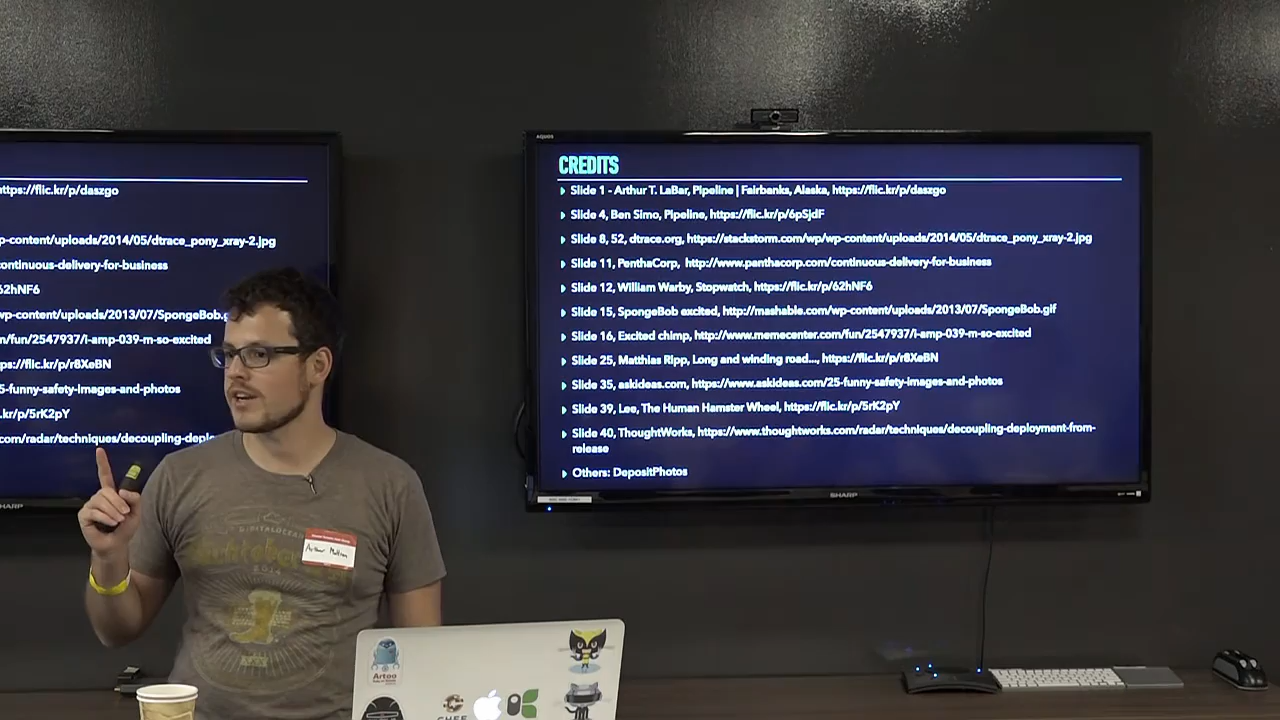 https://flic.kr/p/daszgo
p-content/uploads/2014/05/dtrace_pony_xray-2.jpg
continuous-delivery-for-business
62hNF6
wp-content/uploads/2013/07/SpongeBob.g
m/fun/2547937/i-amp-039-m-so-excited
ps://flic.kr/p/r8XeBN
25-funny-safety-images-and-photos
.kr/p/5rK2pY
com/radar/techniques/decoupling-deplo
SHARP
AQUOS
CREDITS
Slide 1 - Arthur T. LaBar, Pipeline | Fairbanks, Alaska, https://flic.kr/p/daszgo
Slide 4, Ben Simo, Pipeline, https://flic.kr/p/6pSjdF
Slide 8, 52, dtrace.org, https://stackstorm.com/wp/wp-content/uploads/2014/05/dtrace_pony_xray-2.jpg
Slide 11, PenthaCorp, http://www.panthacorp.com/continuous-delivery-for-business
Slide 12, William Warby, Stopwatch, https://flic.kr/p/62hNF6
Slide 15, SpongeBob excited, http://mashable.com/wp-content/uploads/2013/07/SpongeBob.gif
Slide 16, Excited chimp, http://www.memecenter.com/fun/2547937/i-amp-039-m-so-excited
Slide 25, Matthias Ripp, Long and winding road..., https://flic.kr/p/r8XeBN
Slide 35, askideas.com, https://www.askideas.com/25-funny-safety-images-and-photos
Slide 39, Lee, The Human Hamster Wheel, https://flic.kr/p/5rK2pY
Slide 40, ThoughtWorks, https://www.thoughtworks.com/radar/techniques/decoupling-deployment-from-
release
Others: DepositPhotos
SHARP
DIGITALOCEAN
2014
Artoo
CHEF